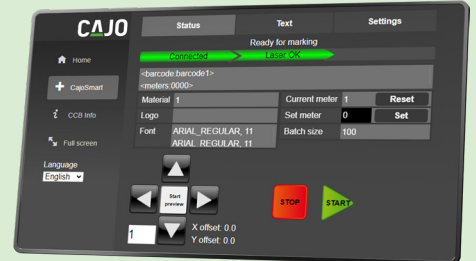 CAJO
Status Text Settings
Ready for marking
Connected Laser OK
Home
CajoSmart
CCB Info
Full screen
Language
English
<barcode:barcode1>
<meters:0000>
Material 1 Current meter 1 Reset
Logo Set meter 0 Set
Font ARIAL_REGULAR, 11 Batch size 100
ARIAL_REGULAR, 11
Start
preview
STOP START
1 X offset: 0.0
Y offset: 0.0